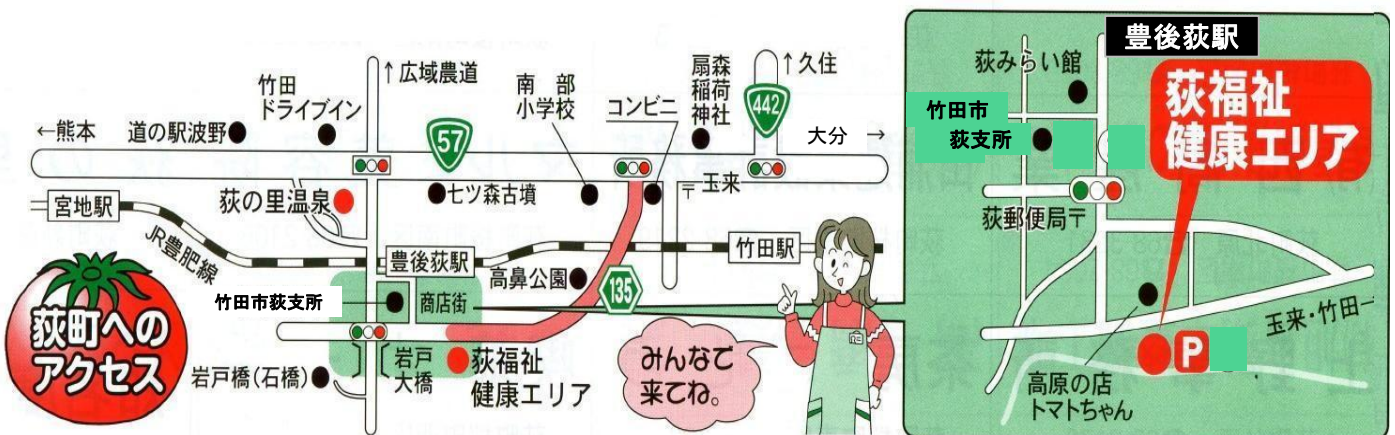 ↑広域農道
竹田
ドライブイン
←熊本
道の駅波野
57
南部
小学校
コンビニ
扇森
稲荷
神社
442
↑久住
大分 →
宮地駅
荻の里温泉
七ツ森古墳
〒玉来
JR豊肥線
豊後荻駅
竹田駅
高鼻公園
135
竹田市荻支所
商店街
荻町への
アクセス
岩戸橋(石橋)
岩戸
大橋
荻福祉
健康エリア
みんなで
来てね。
豊後荻駅
荻みらい館
竹田市
荻支所
荻福祉
健康エリア
荻郵便局〒
玉来・竹田→
P
高原の店
トマトちゃん